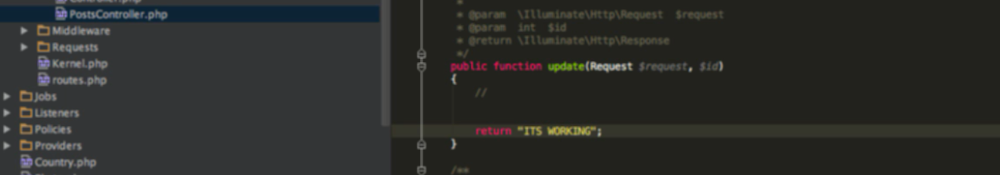 PostsController.php
Middleware
Requests
Kernel.php
routes.php
Jobs
Listeners
Policies
Providers
Country.php
*
* @param  \Illuminate\Http\Request  $request
* @param  int  $id
* @return \Illuminate\Http\Response
*/
public function update(Request $request, $id)
{
//
return "ITS WORKING";
}
/**